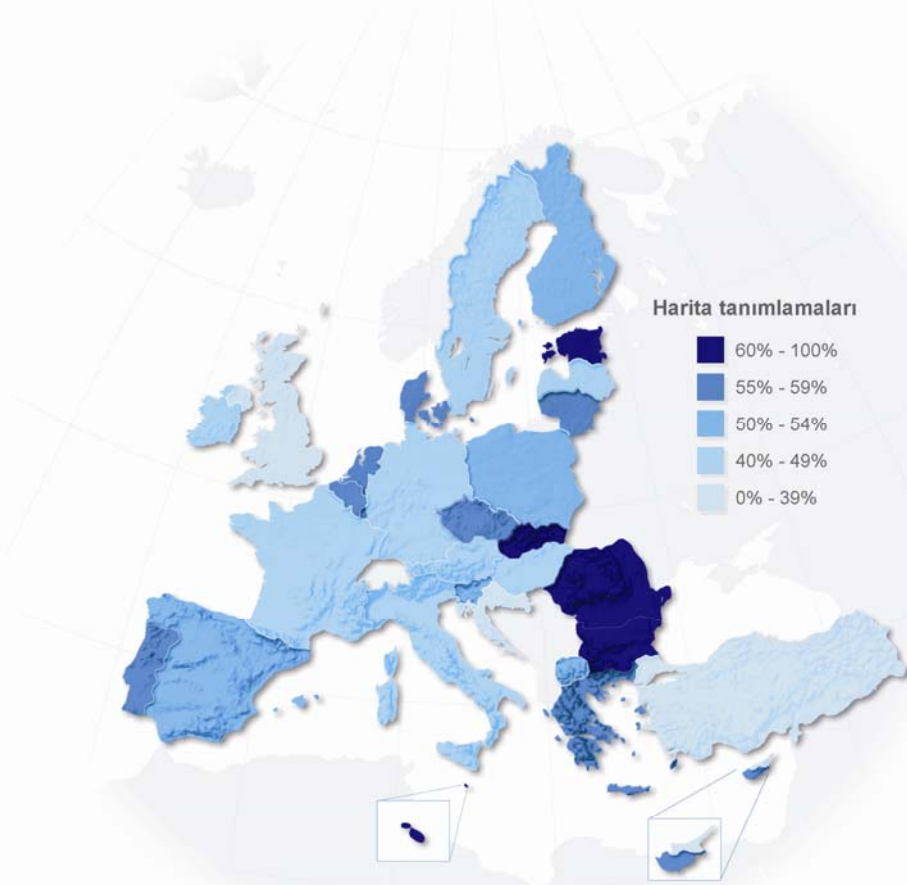 Harita tanımlamaları
60% - 100%
55% - 59%
50% - 54%
40% - 49%
0% - 39%